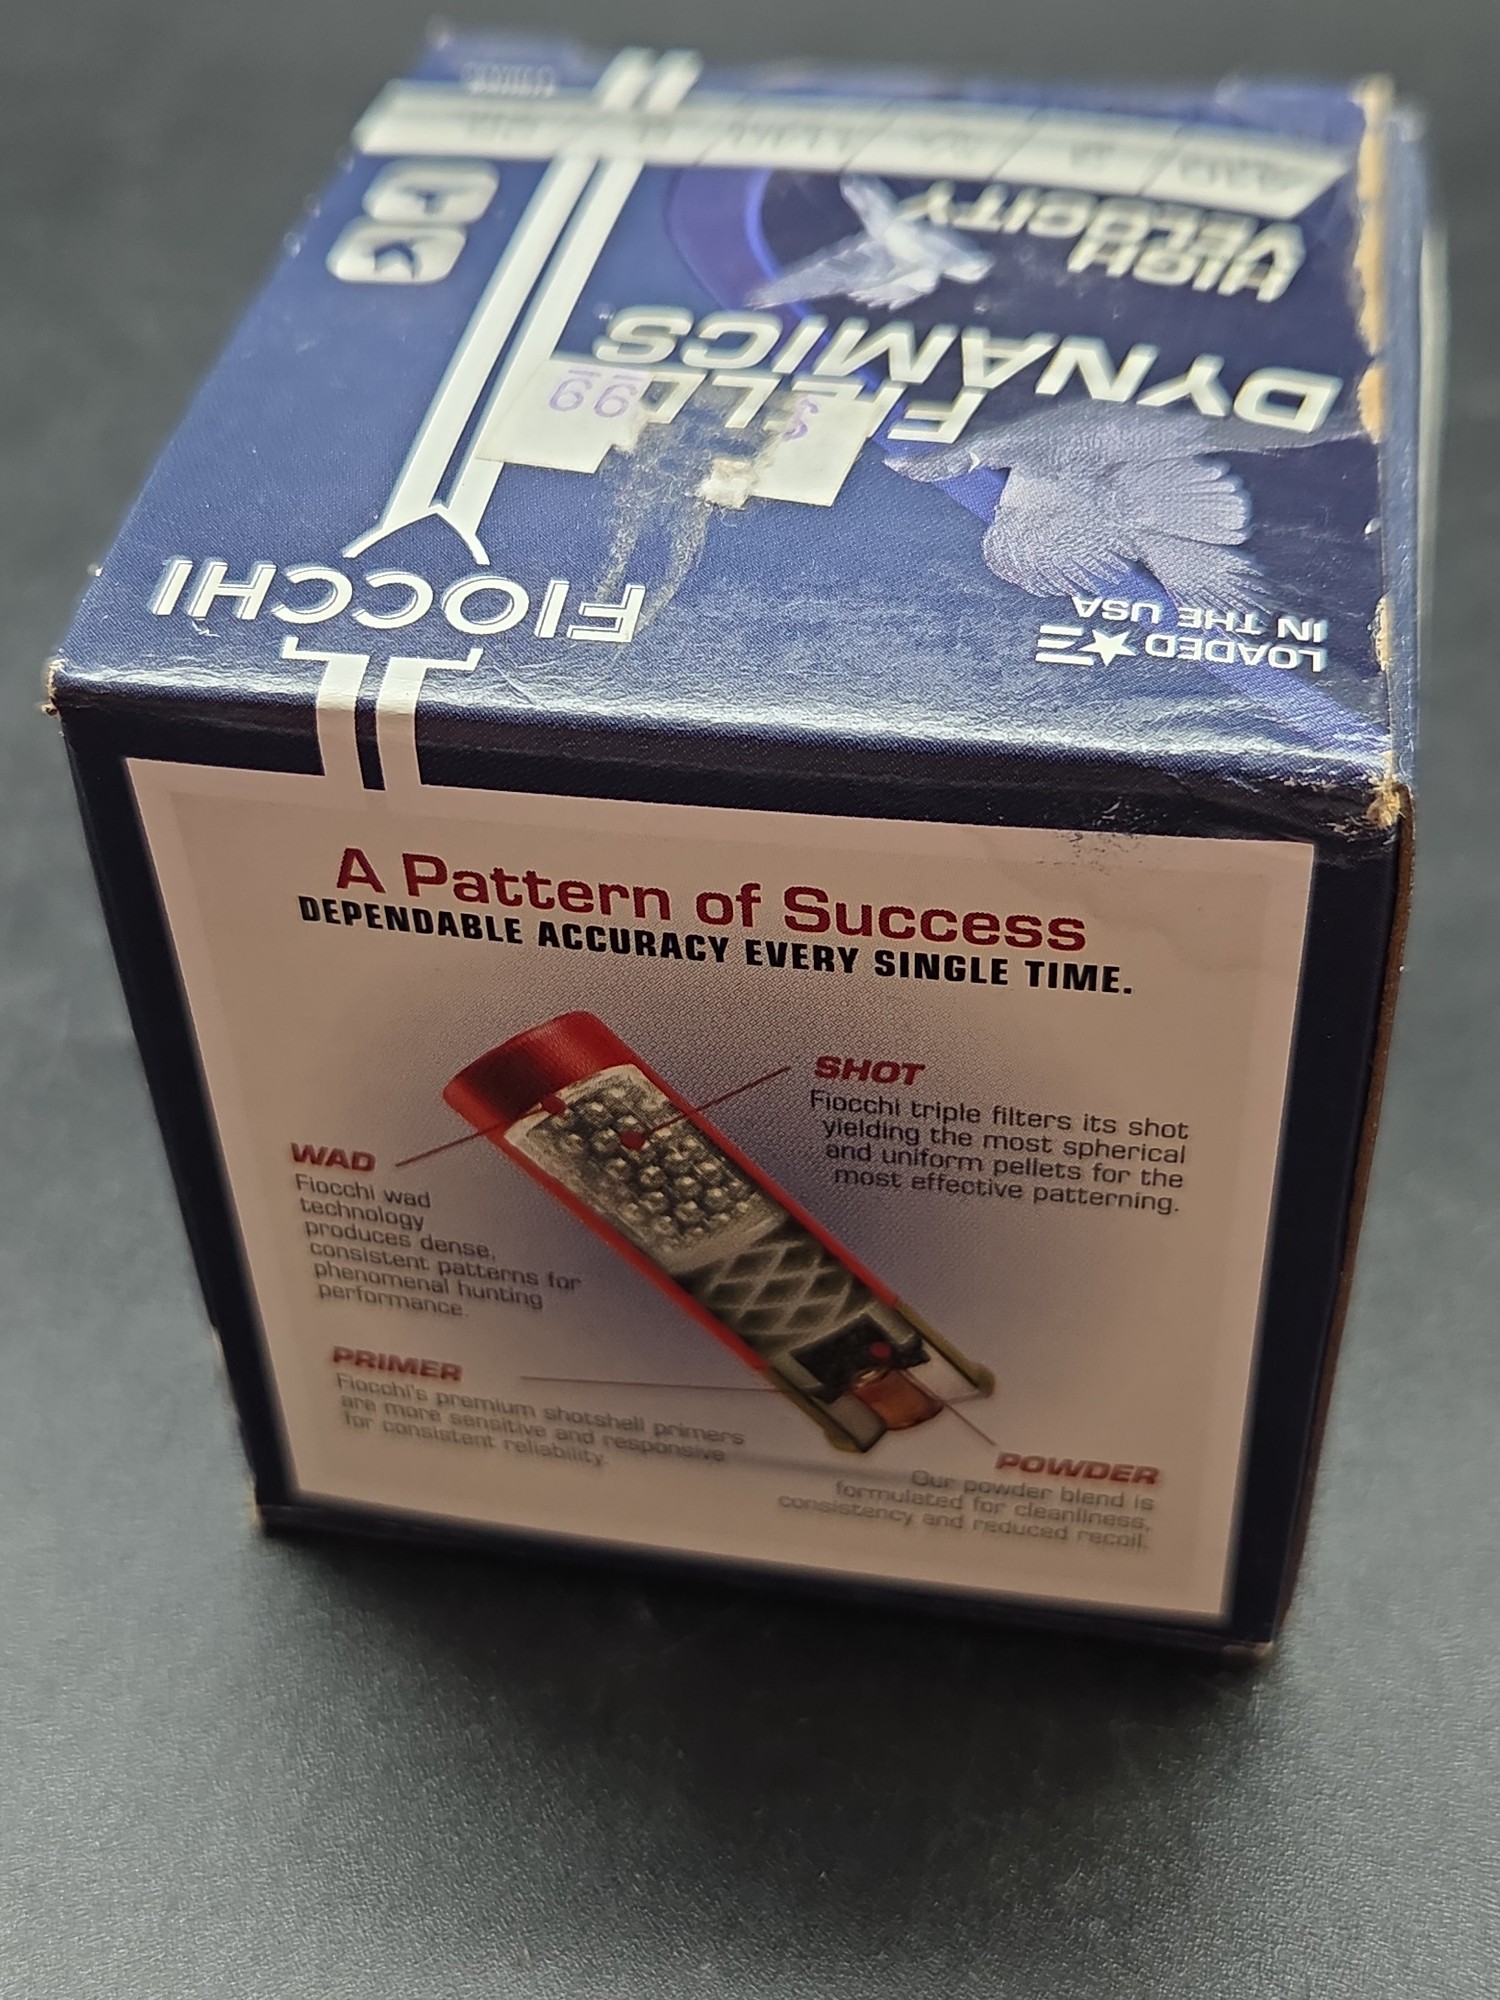 HIGH
VELOCITY
FIELD
DYNAMICS
$ 99
FIOCCHI
LOADED
IN THE USA
A Pattern of Success
DEPENDABLE ACCURACY EVERY SINGLE TIME.
SHOT
Fiocchi triple filters its shot
yielding the most spherical
and uniform pellets for the
most effective patterning.
WAD
Fiocchi wad
technology
produces dense,
consistent patterns for
phenomenal hunting
performance.
PRIMER
Fiocchi's premium shotshell primers
are more sensitive and responsive
for consistent reliability.
POWDER
Our powder blend is
formulated for cleanliness,
consistency and reduced recoil.